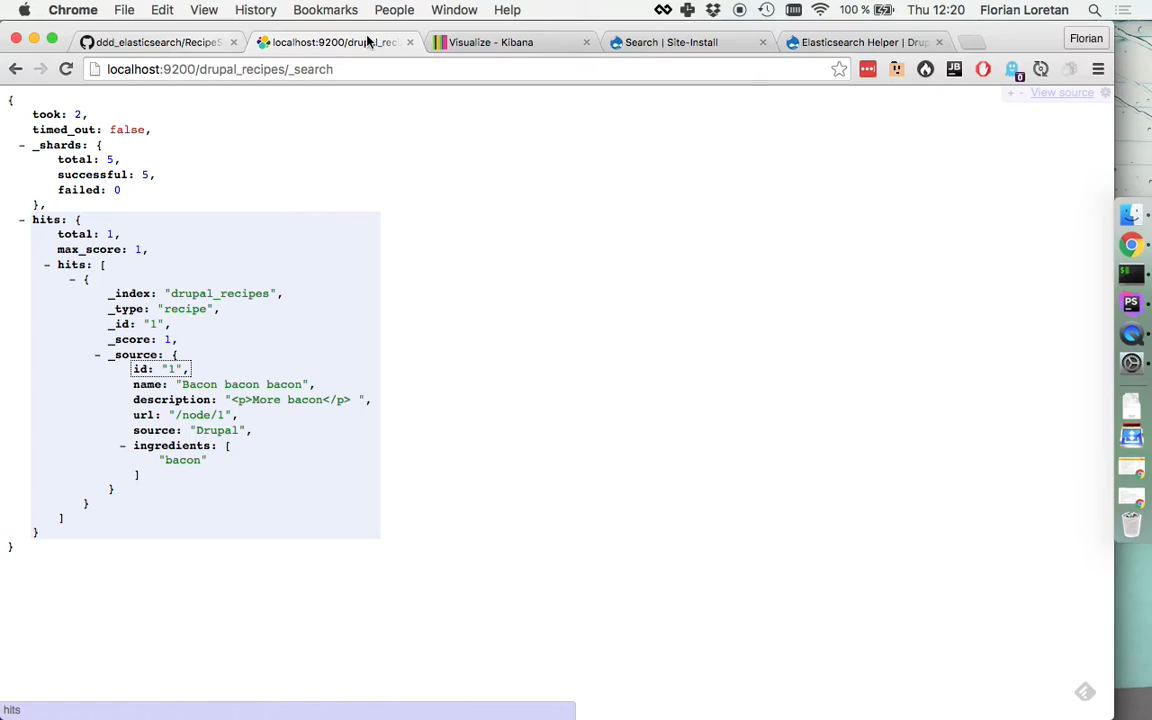 Chrome File Edit View History Bookmarks People Window Help 100 % Thu 12:20 Florian Loretan
ddd_elasticsearch/RecipeS localhost:9200/drupal_rec Visualize - Kibana Search | Site-Install Elasticsearch Helper | Drup Florian
localhost:9200/drupal_recipes/_search
+ - View source
{
took: 2,
timed_out: false,
- _shards: {
total: 5,
successful: 5,
failed: 0
},
- hits: {
total: 1,
max_score: 1,
- hits: [
- {
_index: "drupal_recipes",
_type: "recipe",
_id: "1",
_score: 1,
- _source: {
id: "1",
name: "Bacon bacon bacon",
description: "<p>More bacon</p> ",
url: "/node/1",
source: "Drupal",
- ingredients: [
"bacon"
]
}
}
]
}
}
hits